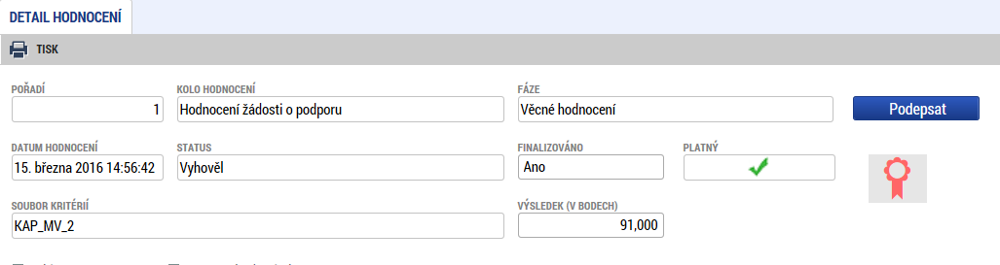 DETAIL HODNOCENÍ
TISK
POŘADÍ KOLO HODNOCENÍ FÁZE
1 Hodnocení žádosti o podporu Věcné hodnocení Podepsat
DATUM HODNOCENÍ STATUS FINALIZOVÁNO PLATNÝ
15. března 2016 14:56:42 Vyhověl Ano
SOUBOR KRITÉRIÍ VÝSLEDEK (V BODECH)
KAP_MV_2 91,000